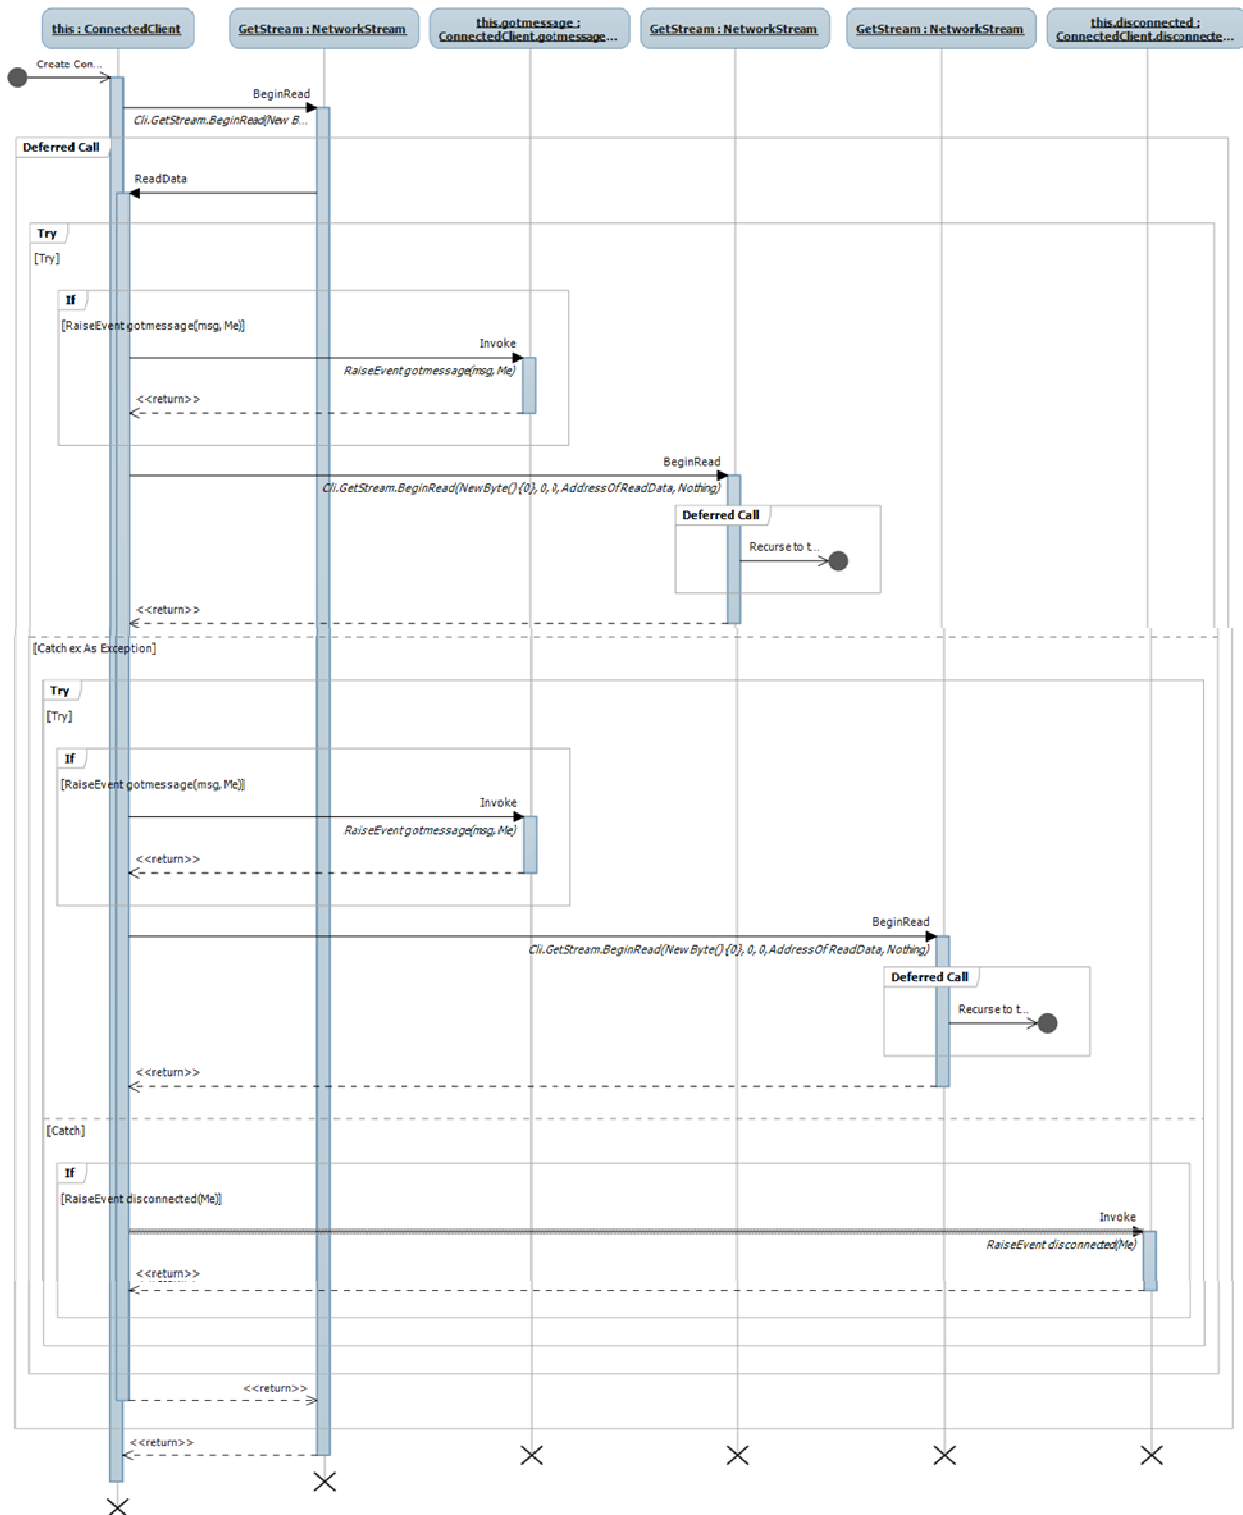 this : ConnectedClient
GetStream : NetworkStream
this.gotmessage :
ConnectedClient.gotmessage...
GetStream : NetworkStream
GetStream : NetworkStream
this.disconnected :
ConnectedClient.disconnecte...
Create Con...
BeginRead
Cli.GetStream.BeginRead(New B...
Deferred Call
ReadData
Try
[Try]
If
[RaiseEvent gotmessage(msg, Me)]
Invoke
RaiseEvent gotmessage(msg, Me)
<<return>>
BeginRead
Cli.GetStream.BeginRead(New Byte() {0}, 0, 0, AddressOf ReadData, Nothing)
Deferred Call
Recurse to t...
<<return>>
[Catch ex As Exception]
Try
[Try]
If
[RaiseEvent gotmessage(msg, Me)]
Invoke
RaiseEvent gotmessage(msg, Me)
<<return>>
BeginRead
Cli.GetStream.BeginRead(New Byte() {0}, 0, 0, AddressOf ReadData, Nothing)
Deferred Call
Recurse to t...
<<return>>
[Catch]
If
[RaiseEvent disconnected(Me)]
Invoke
RaiseEvent disconnected(Me)
<<return>>
<<return>>
<<return>>